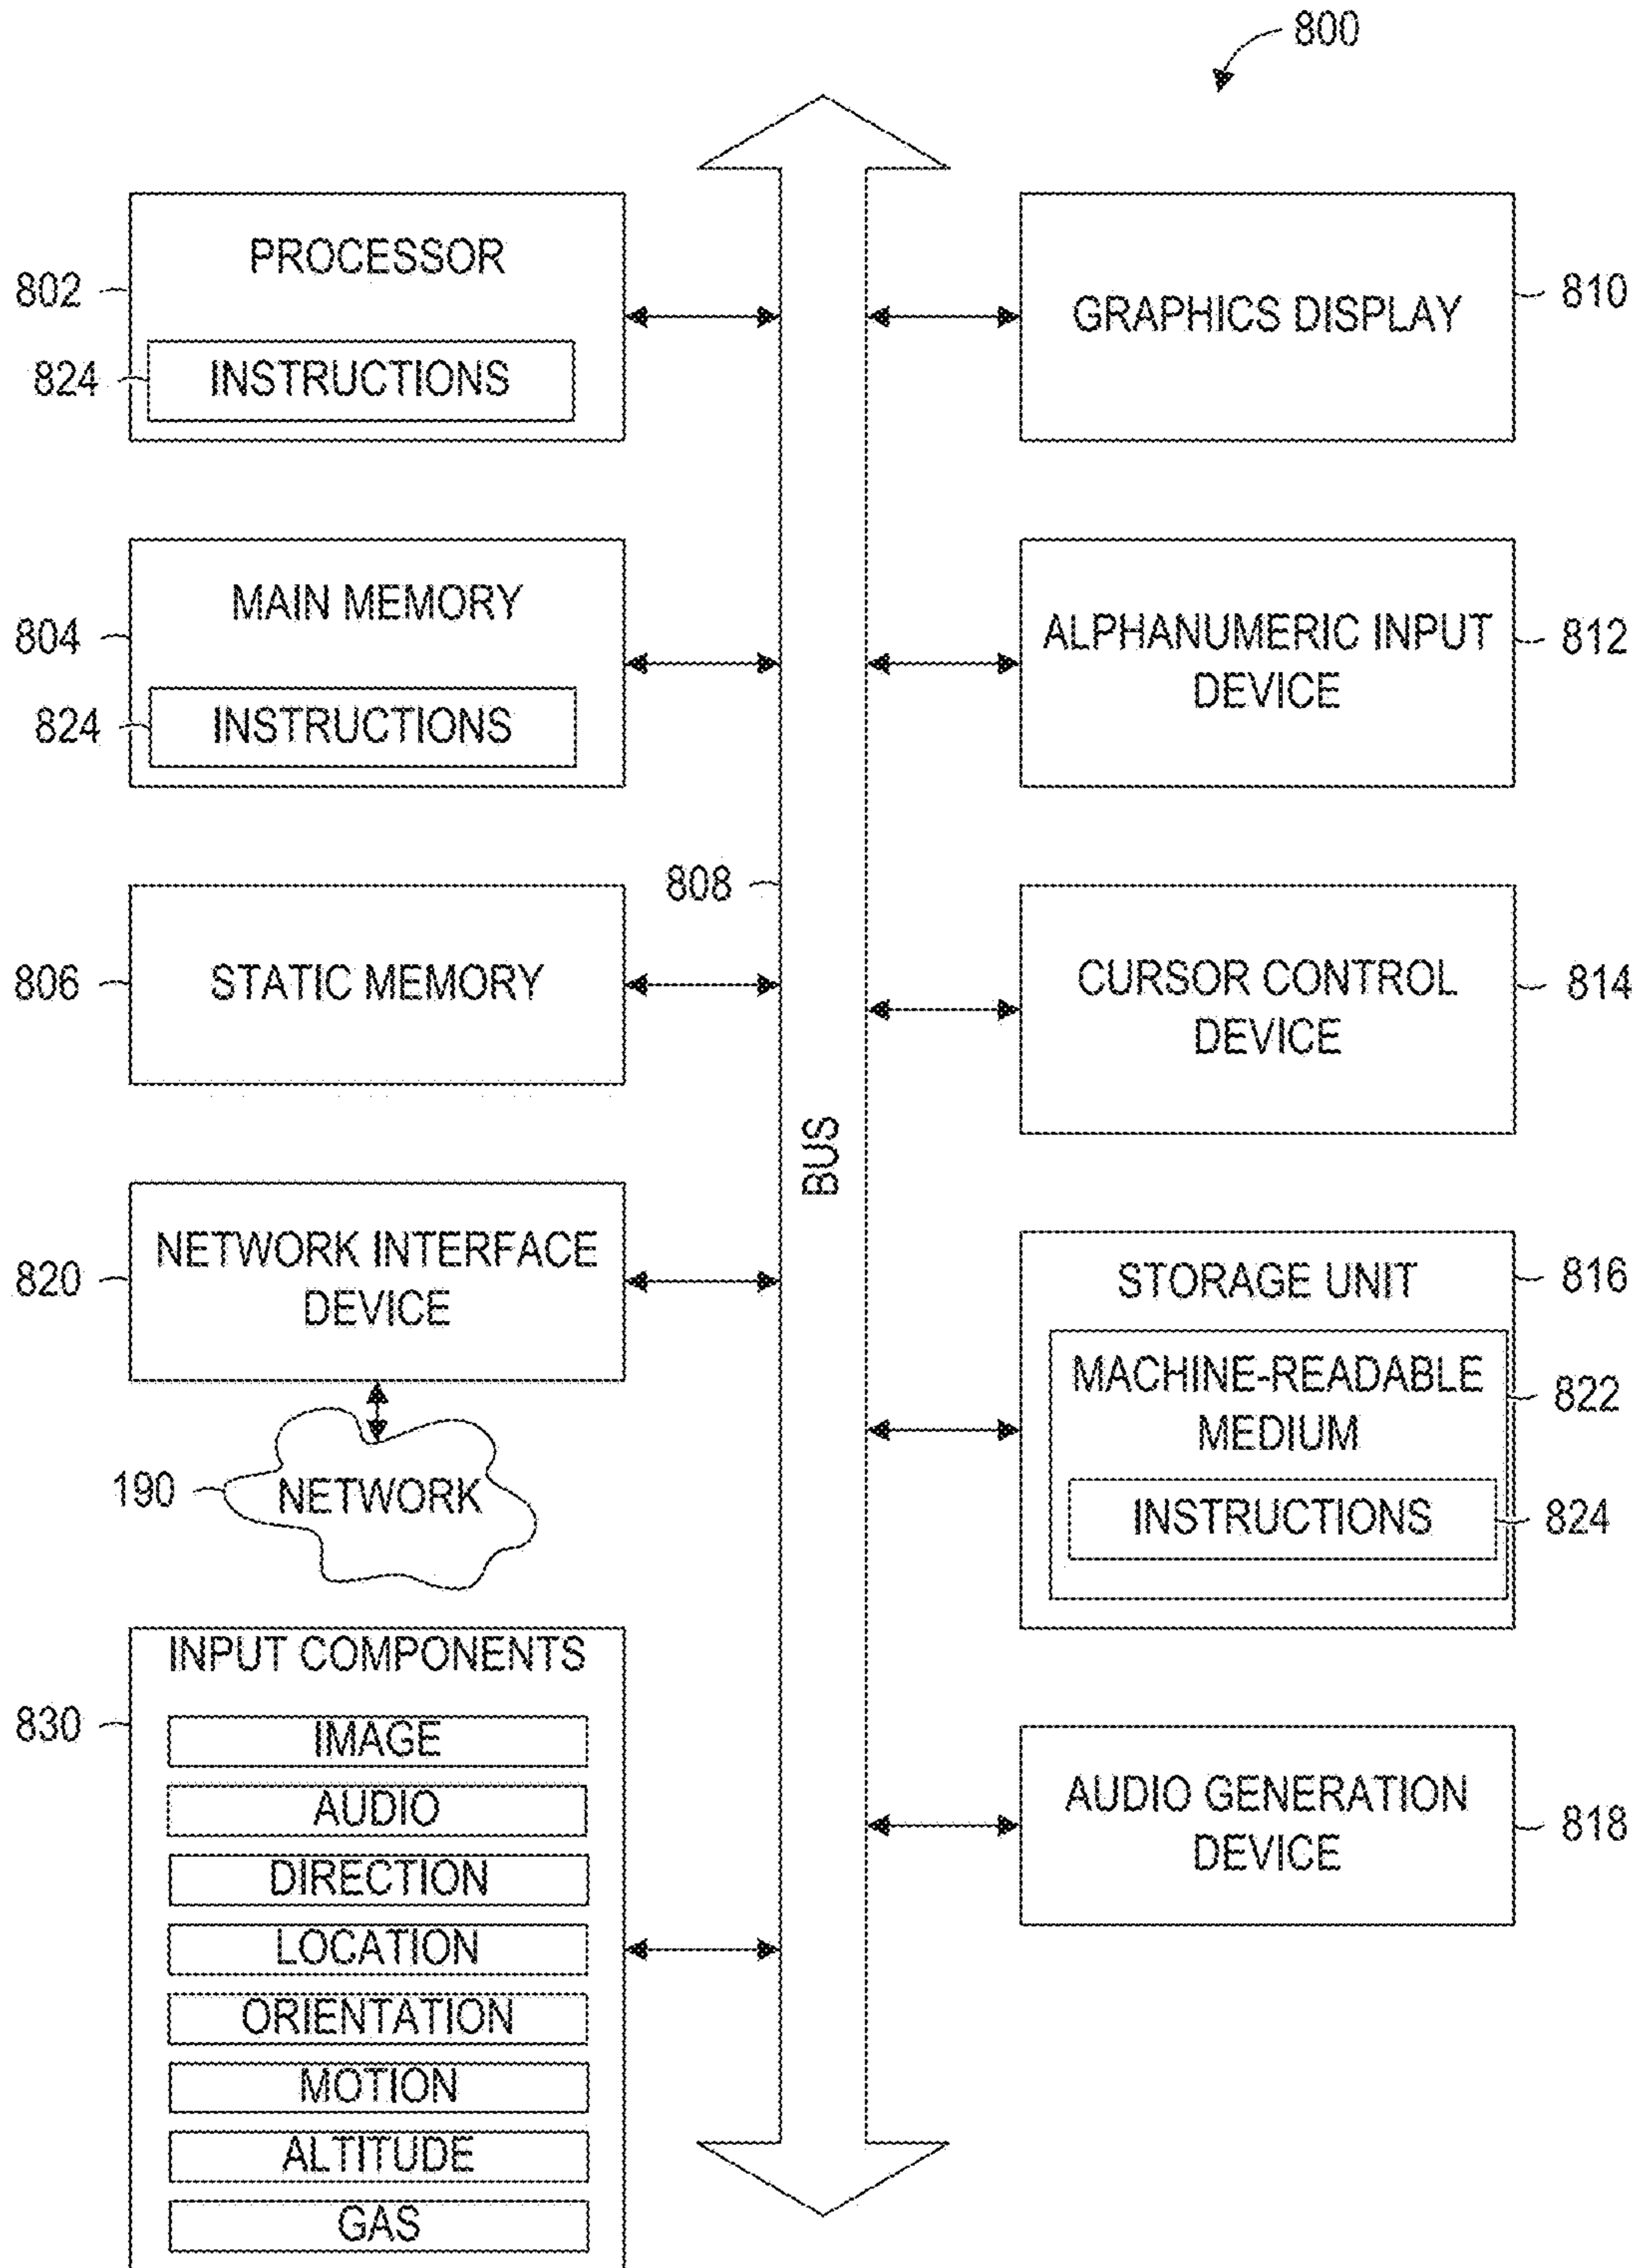 800
PROCESSOR
802
824
INSTRUCTIONS
MAIN MEMORY
804
824
INSTRUCTIONS
808
STATIC MEMORY
806
NETWORK INTERFACE
DEVICE
820
190
NETWORK
INPUT COMPONENTS
830
IMAGE
AUDIO
DIRECTION
LOCATION
ORIENTATION
MOTION
ALTITUDE
GAS
BUS
GRAPHICS DISPLAY
810
ALPHANUMERIC INPUT
DEVICE
812
CURSOR CONTROL
DEVICE
814
STORAGE UNIT
816
MACHINE-READABLE
MEDIUM
822
INSTRUCTIONS
824
AUDIO GENERATION
DEVICE
818